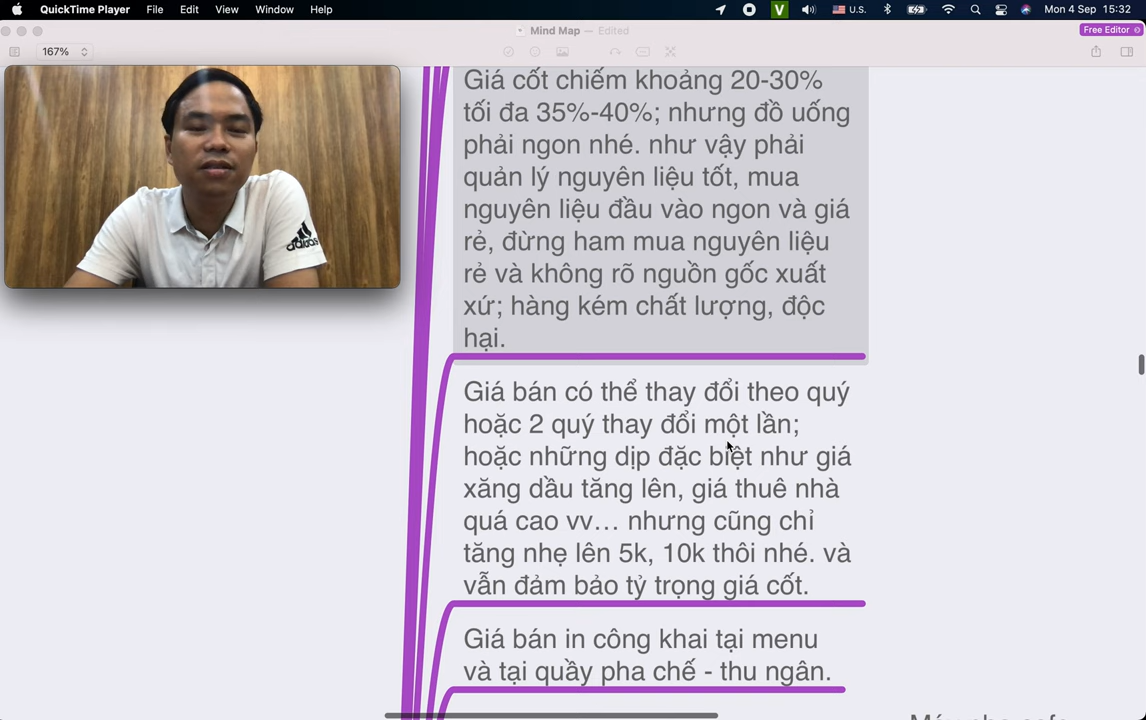 QuickTime Player File Edit View Window Help
V U.S. Mon 4 Sep 15:32
Mind Map — Edited
Free Editor
167%
Giá cốt chiếm khoảng 20-30%
tối đa 35%-40%; nhưng đồ uống
phải ngon nhé. như vậy phải
quản lý nguyên liệu tốt, mua
nguyên liệu đầu vào ngon và giá
rẻ, đừng ham mua nguyên liệu
rẻ và không rõ nguồn gốc xuất
xứ; hàng kém chất lượng, độc
hại.
adidas
Giá bán có thể thay đổi theo quý
hoặc 2 quý thay đổi một lần;
hoặc những dịp đặc biệt như giá
xăng dầu tăng lên, giá thuê nhà
quá cao vv... nhưng cũng chỉ
tăng nhẹ lên 5k, 10k thôi nhé. và
vẫn đảm bảo tỷ trọng giá cốt.
Giá bán in công khai tại menu
và tại quầy pha chế - thu ngân.